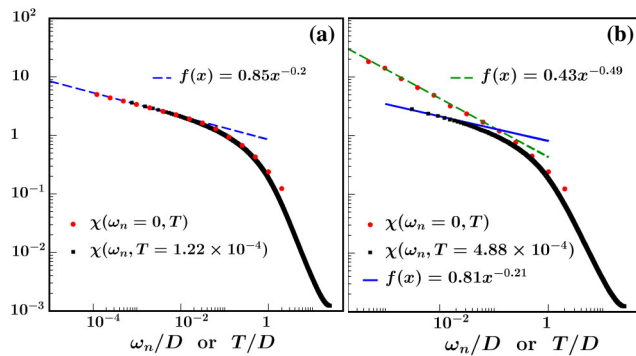 10^2
10^1
1
10^{-1}
10^{-2}
10^{-3}
(a)
f(x) = 0.85x^{-0.2}
χ(ω_n = 0, T)
χ(ω_n, T = 1.22 × 10^{-4})
10^{-4} 10^{-2} 1
ω_n/D or T/D
(b)
f(x) = 0.43x^{-0.49}
χ(ω_n = 0, T)
χ(ω_n, T = 4.88 × 10^{-4})
f(x) = 0.81x^{-0.21}
10^{-2} 1
ω_n/D or T/D